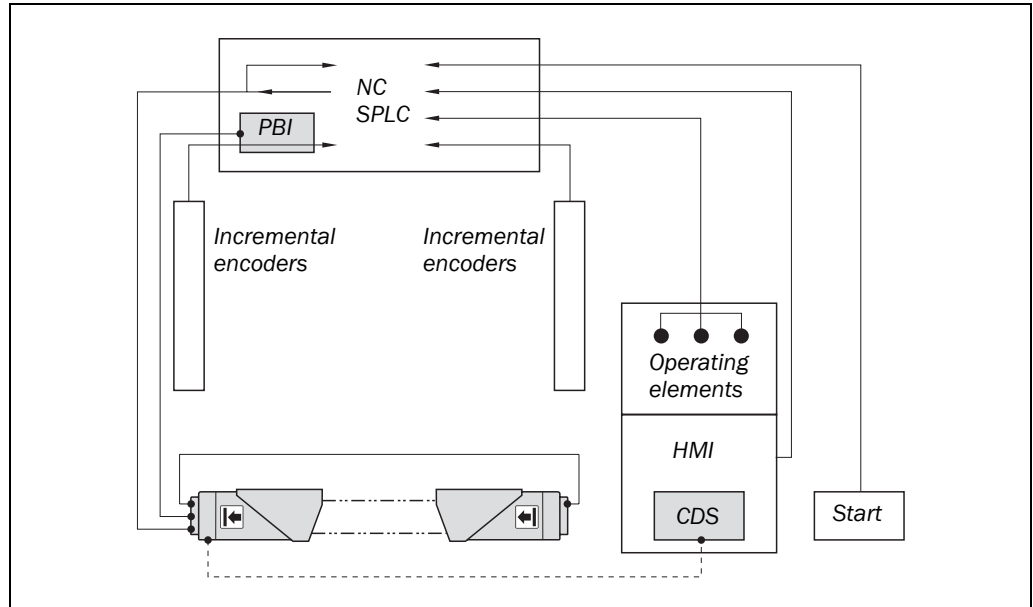 NC
SPLC
PBI
Incremental
encoders
Incremental
encoders
Operating
elements
HMI
CDS
Start